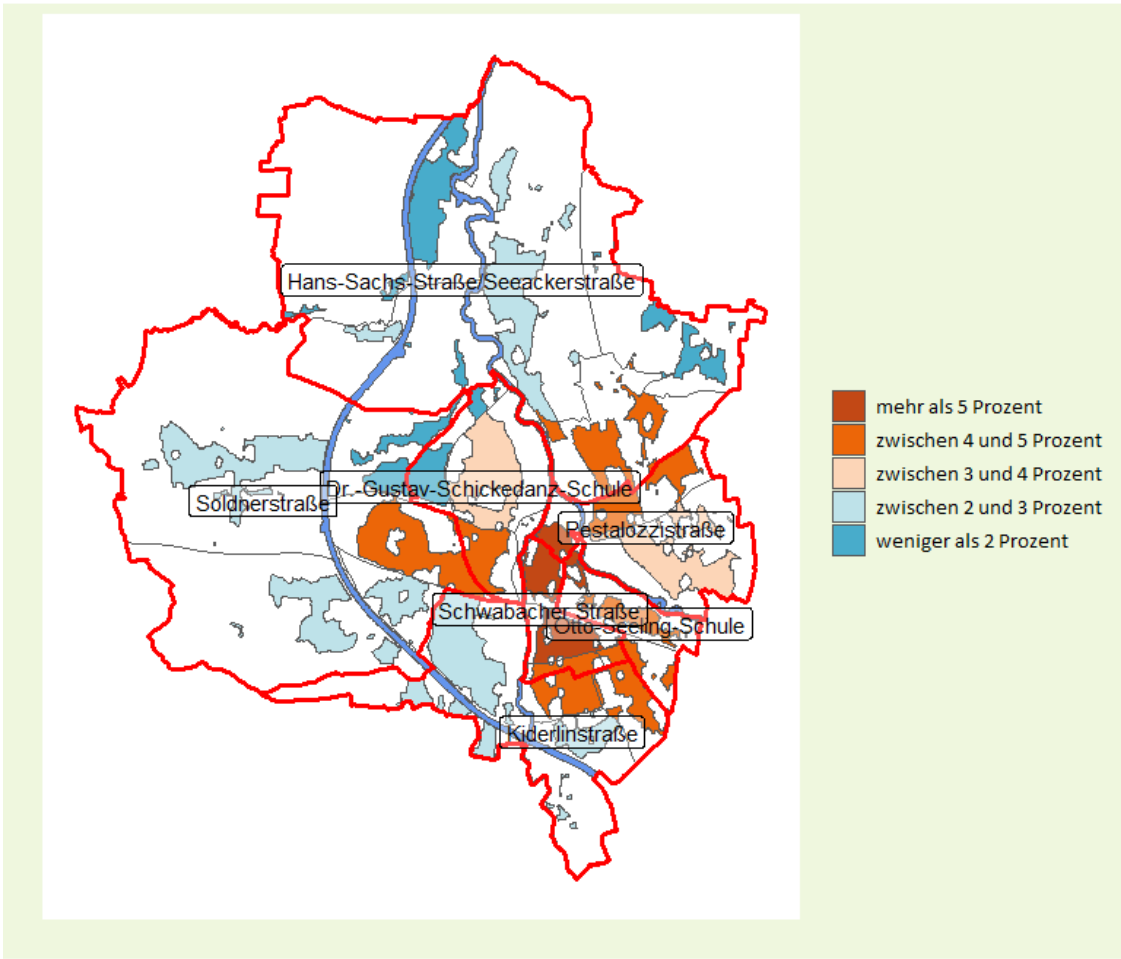 Hans-Sachs-Straße/Seeackerstraße
Dr.-Gustav-Schickedanz-Schule
Soldnerstraße
Pestalozzistraße
Schwabacher Straße
Otto-Seeling-Schule
Kiderlinstraße
mehr als 5 Prozent
zwischen 4 und 5 Prozent
zwischen 3 und 4 Prozent
zwischen 2 und 3 Prozent
weniger als 2 Prozent